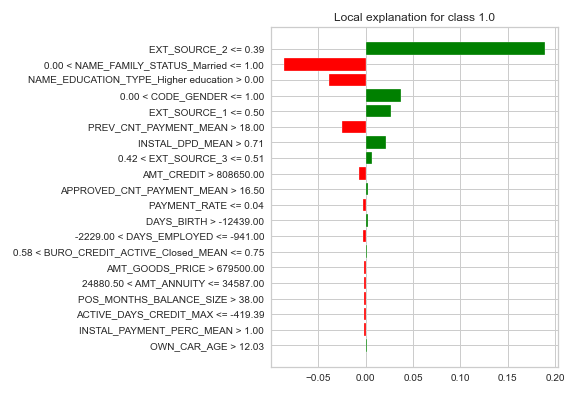 Local explanation for class 1.0
EXT_SOURCE_2 <= 0.39
0.00 < NAME_FAMILY_STATUS_Married <= 1.00
NAME_EDUCATION_TYPE_Higher education > 0.00
0.00 < CODE_GENDER <= 1.00
EXT_SOURCE_1 <= 0.50
PREV_CNT_PAYMENT_MEAN > 18.00
INSTAL_DPD_MEAN > 0.71
0.42 < EXT_SOURCE_3 <= 0.51
AMT_CREDIT > 808650.00
APPROVED_CNT_PAYMENT_MEAN > 16.50
PAYMENT_RATE <= 0.04
DAYS_BIRTH > -12439.00
-2229.00 < DAYS_EMPLOYED <= -941.00
0.58 < BURO_CREDIT_ACTIVE_Closed_MEAN <= 0.75
AMT_GOODS_PRICE > 679500.00
24880.50 < AMT_ANNUITY <= 34587.00
POS_MONTHS_BALANCE_SIZE > 38.00
ACTIVE_DAYS_CREDIT_MAX <= -419.39
INSTAL_PAYMENT_PERC_MEAN > 1.00
OWN_CAR_AGE > 12.03
−0.05 0.00 0.05 0.10 0.15 0.20